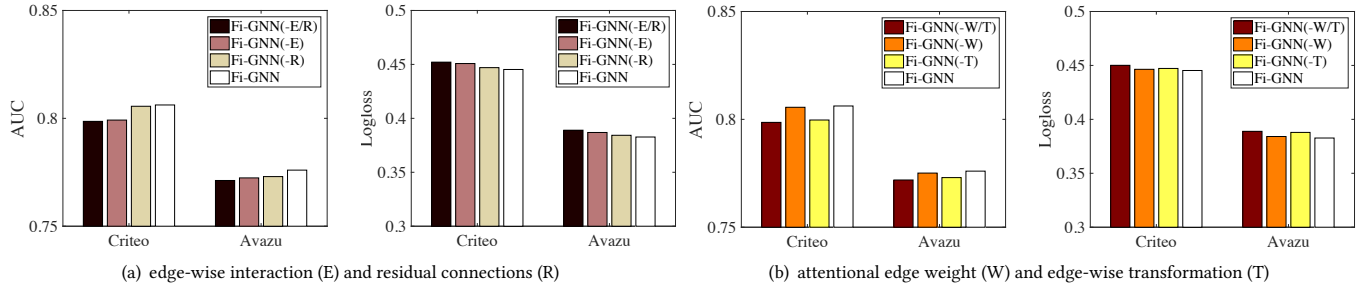 0.85
AUC
0.8
0.75
Criteo
Avazu
Fi-GNN(-E/R)
Fi-GNN(-E)
Fi-GNN(-R)
Fi-GNN
0.5
0.45
Logloss
0.4
0.35
0.3
Criteo
Avazu
Fi-GNN(-E/R)
Fi-GNN(-E)
Fi-GNN(-R)
Fi-GNN
(a) edge-wise interaction (E) and residual connections (R)
0.85
AUC
0.8
0.75
Criteo
Avazu
Fi-GNN(-W/T)
Fi-GNN(-W)
Fi-GNN(-T)
Fi-GNN
0.5
0.45
Logloss
0.4
0.35
0.3
Criteo
Avazu
Fi-GNN(-W/T)
Fi-GNN(-W)
Fi-GNN(-T)
Fi-GNN
(b) attentional edge weight (W) and edge-wise transformation (T)